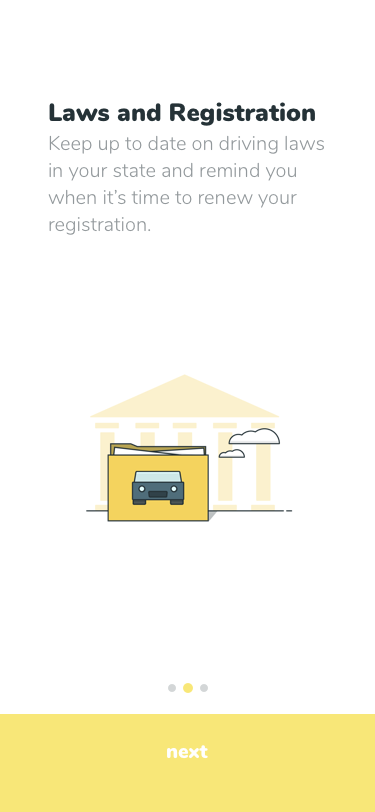 Laws and Registration
Keep up to date on driving laws
in your state and remind you
when it’s time to renew your
registration.
next